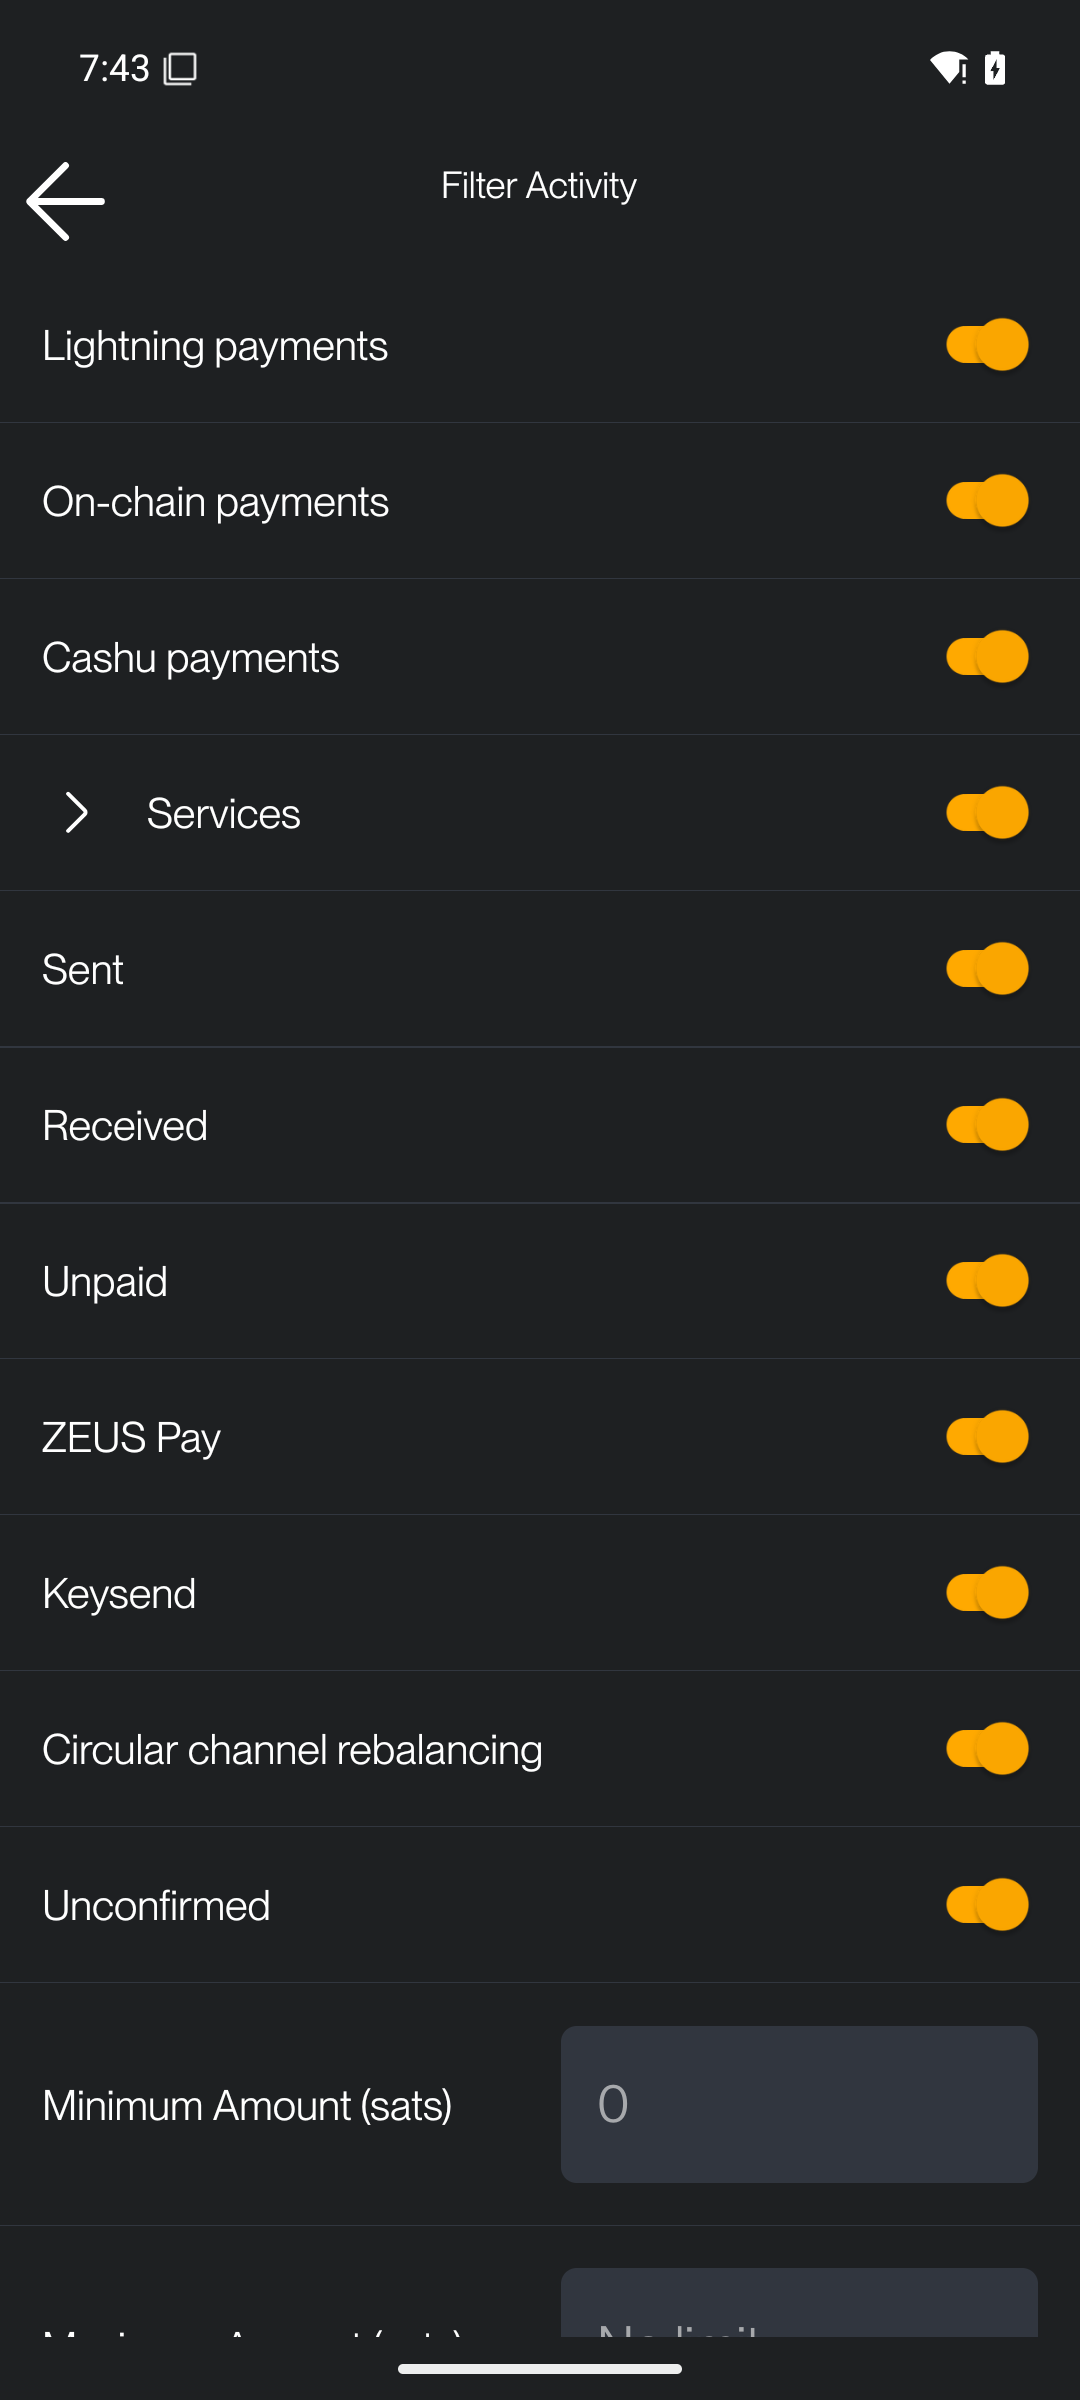 7:43
Filter Activity
Lightning payments
On-chain payments
Cashu payments
Services
Sent
Received
Unpaid
ZEUS Pay
Keysend
Circular channel rebalancing
Unconfirmed
Minimum Amount (sats)
0